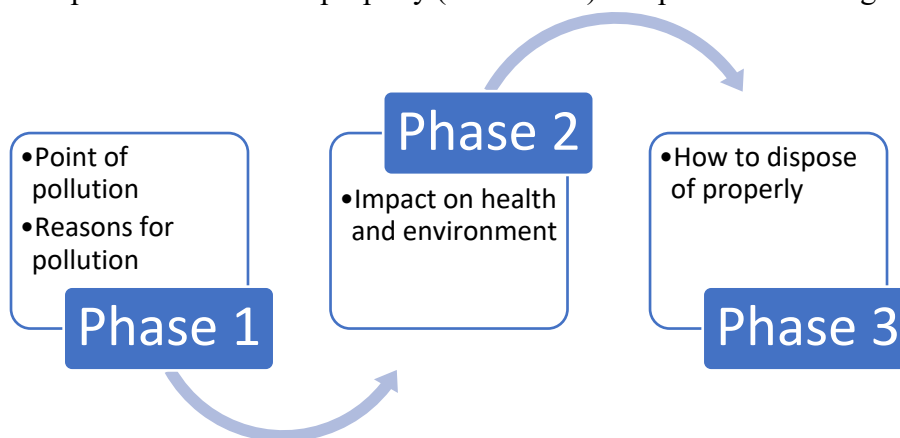 •Point of
pollution
•Reasons for
pollution
Phase 1
Phase 2
•Impact on health
and environment
•How to dispose
of properly
Phase 3